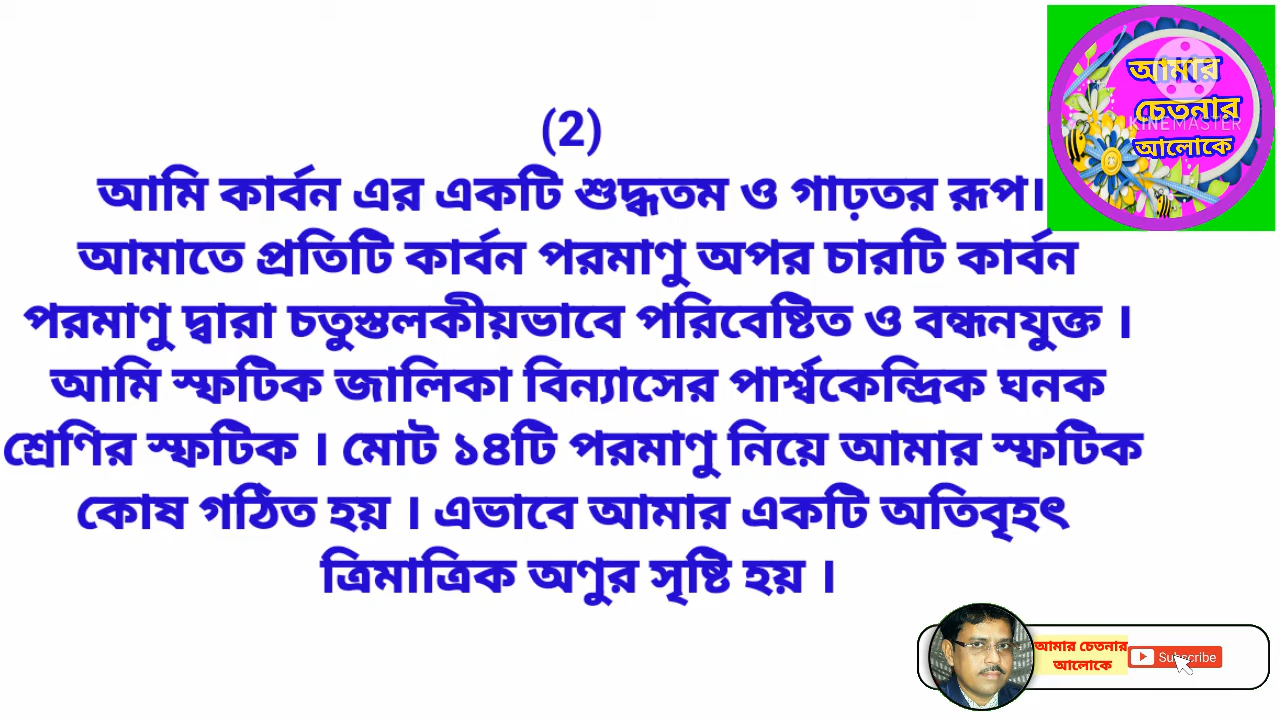 (2)
আমি কার্বন এর একটি শুদ্ধতম ও গাঢ়তর রূপ।
আমাতে প্রতিটি কার্বন পরমাণু অপর চারটি কার্বন
পরমাণু দ্বারা চতুস্তলকীয়ভাবে পরিবেষ্টিত ও বন্ধনযুক্ত ।
আমি স্ফটিক জালিকা বিন্যাসের পার্শ্বকেন্দ্রিক ঘনক
শ্রেণির স্ফটিক । মোট ১৪টি পরমাণু নিয়ে আমার স্ফটিক
কোষ গঠিত হয় । এভাবে আমার একটি অতিবৃহৎ
ত্রিমাত্রিক অণুর সৃষ্টি হয় ।
আমার
চেতনার
KINEMASTER
আলোকে
আমার চেতনার
আলোকে
Subscribe